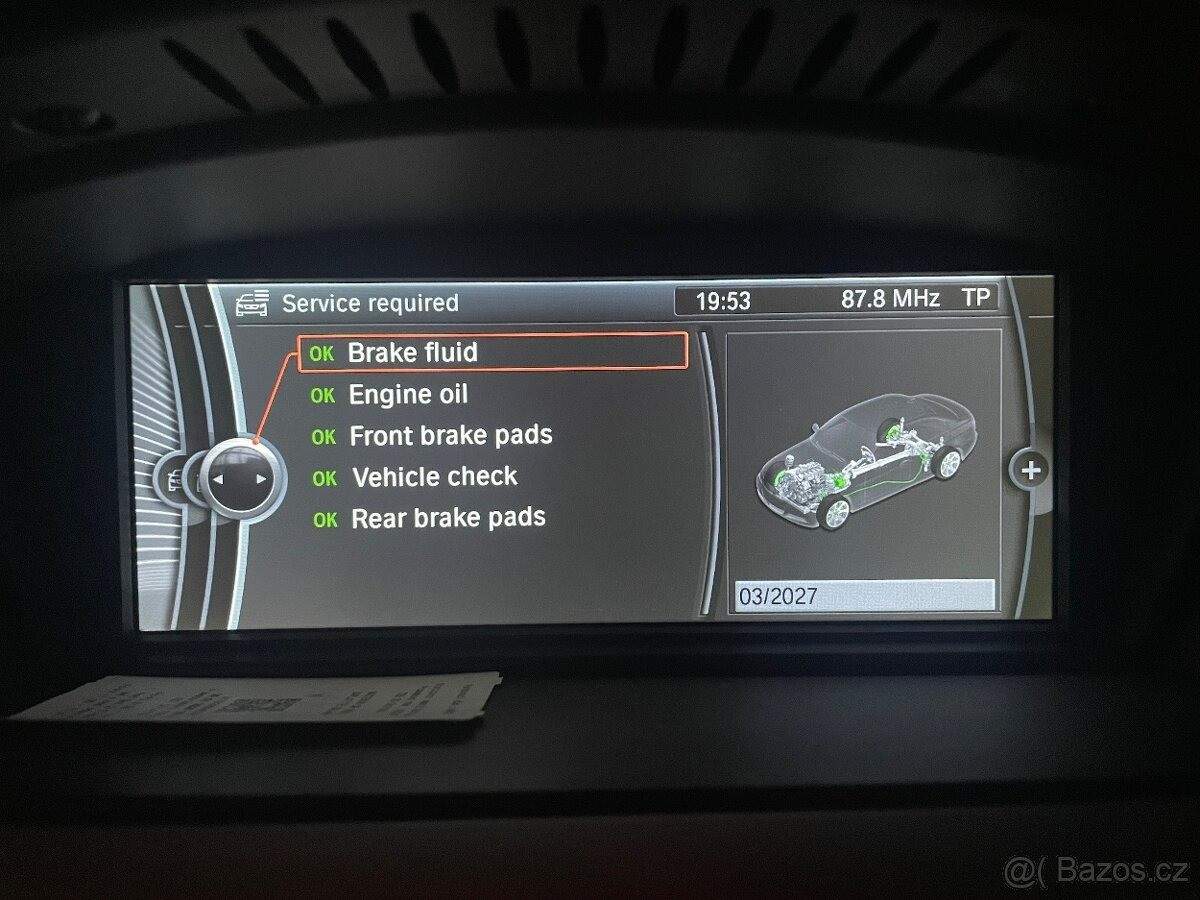 Service required
19:53
87.8 MHz TP
OK Brake fluid
OK Engine oil
OK Front brake pads
OK Vehicle check
OK Rear brake pads
03/2027
@( Bazos.cz